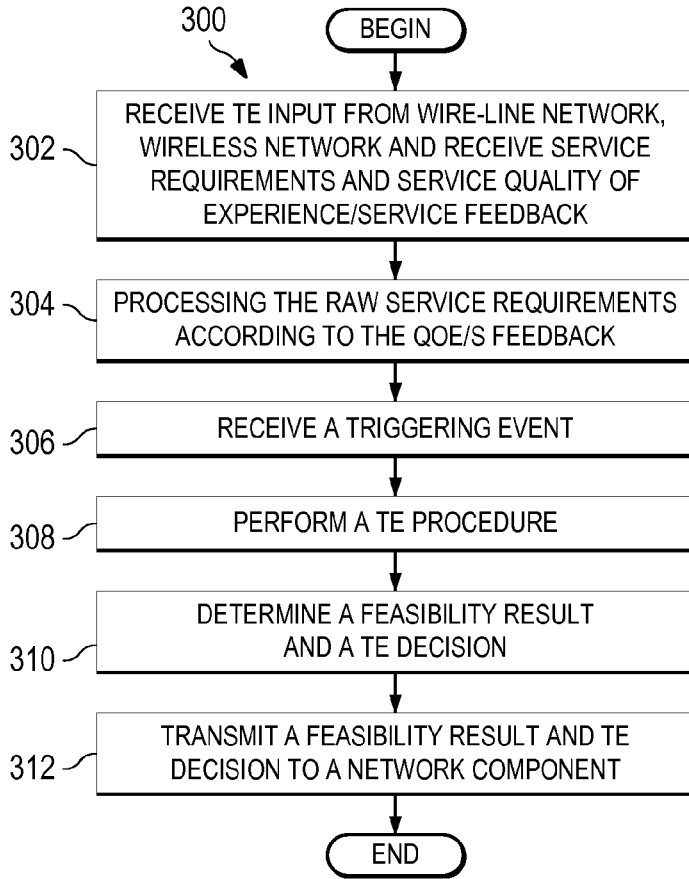 300
BEGIN
302
RECEIVE TE INPUT FROM WIRE-LINE NETWORK,
WIRELESS NETWORK AND RECEIVE SERVICE
REQUIREMENTS AND SERVICE QUALITY OF
EXPERIENCE/SERVICE FEEDBACK
304
PROCESSING THE RAW SERVICE REQUIREMENTS
ACCORDING TO THE QOE/S FEEDBACK
306
RECEIVE A TRIGGERING EVENT
308
PERFORM A TE PROCEDURE
310
DETERMINE A FEASIBILITY RESULT
AND A TE DECISION
312
TRANSMIT A FEASIBILITY RESULT AND TE
DECISION TO A NETWORK COMPONENT
END